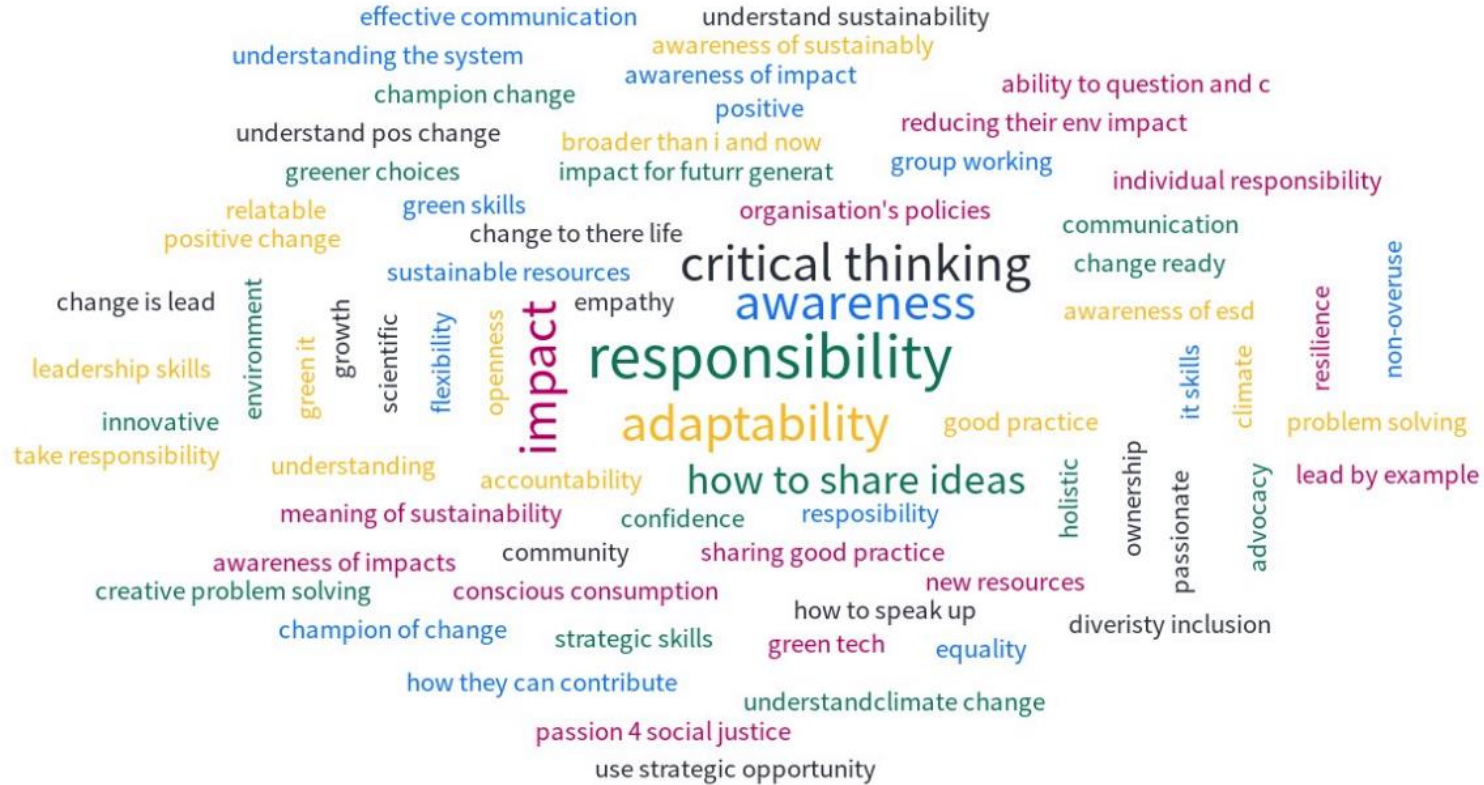 effective communication
understand sustainability
understanding the system
awareness of sustainably
awareness of impact
ability to question and c
champion change
positive
understand pos change
broader than i and now
reducing their env impact
greener choices
impact for futurr generat
group working
individual responsibility
relatable
green skills
organisation's policies
communication
positive change
change to there life
critical thinking
change ready
sustainable resources
non-overuse
change is lead
environment
growth
scientific
flexibility
openness
impact
empathy
awareness
awareness of esd
resilience
leadership skills
green it
responsibility
it skills
climate
innovative
adaptability
good practice
problem solving
take responsibility
understanding
accountability
how to share ideas
holistic
ownership
passionate
advocacy
lead by example
meaning of sustainability
confidence
resposibility
awareness of impacts
community
sharing good practice
creative problem solving
conscious consumption
new resources
how to speak up
champion of change
strategic skills
green tech
equality
diveristy inclusion
how they can contribute
understandclimate change
passion 4 social justice
use strategic opportunity